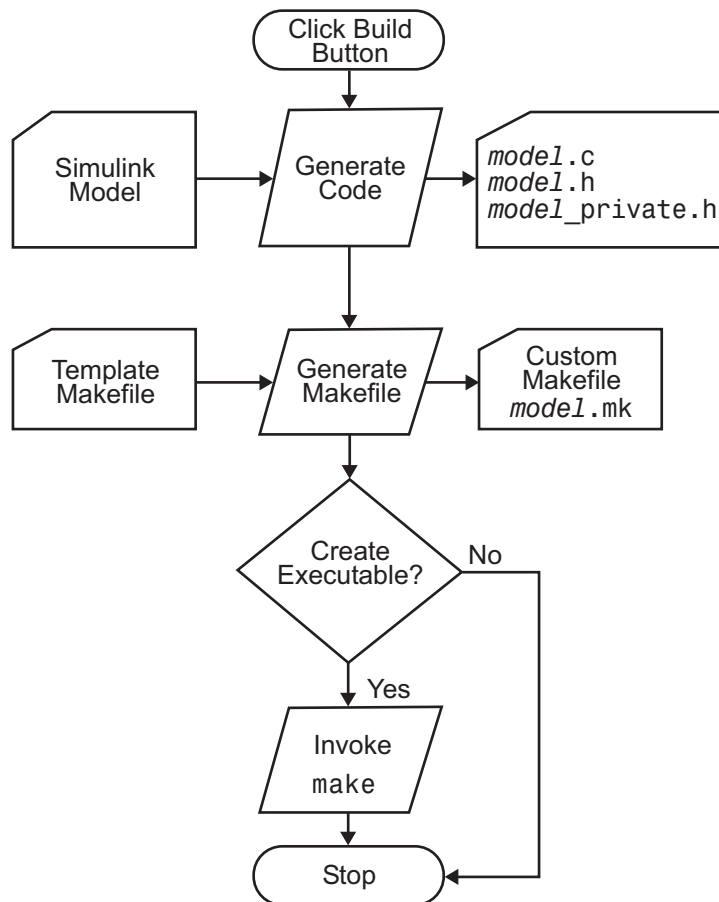 Click Build
Button
Simulink
Model
Generate
Code
model.c
model.h
model_private.h
Template
Makefile
Generate
Makefile
Custom
Makefile
model.mk
Create
Executable?
No
Yes
Invoke
make
Stop